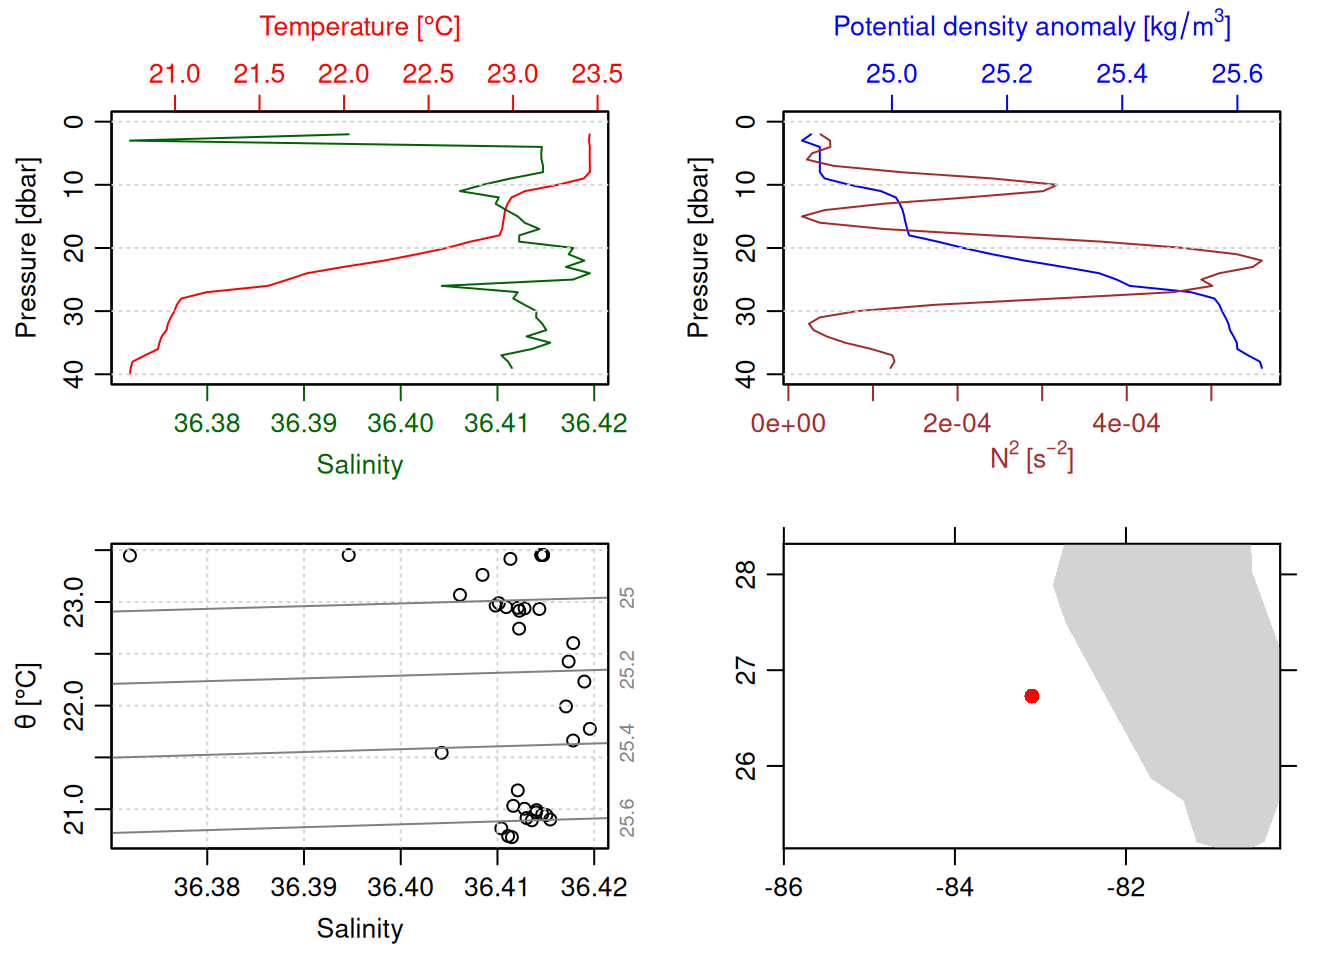 Temperature [°C]
21.0 21.5 22.0 22.5 23.0 23.5
Pressure [dbar]
0
10
20
30
40
36.38 36.39 36.40 36.41 36.42
Salinity
Potential density anomaly [kg/m³]
25.0 25.2 25.4 25.6
Pressure [dbar]
0
10
20
30
40
0e+00 2e-04 4e-04
N² [s⁻²]
θ [°C]
23.0
22.0
21.0
25
25.2
25.4
25.6
36.38 36.39 36.40 36.41 36.42
Salinity
28
27
26
-86 -84 -82